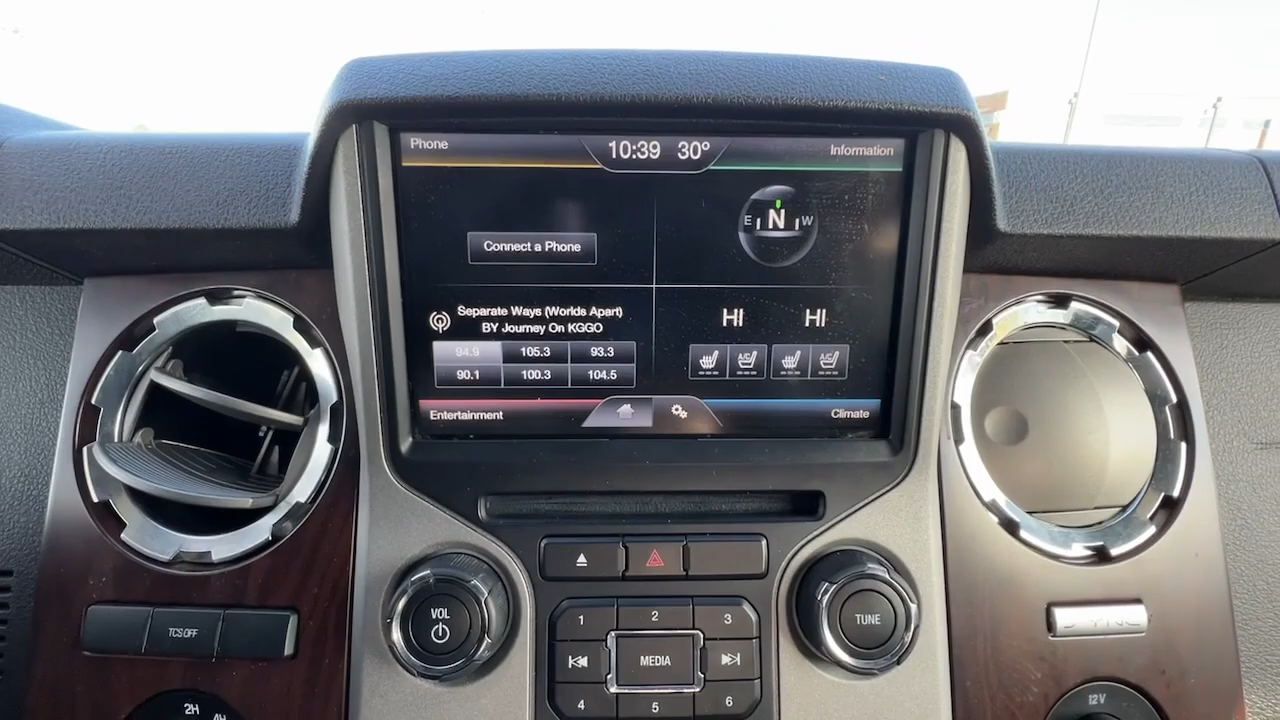 Phone
10:39 30°
Information
E N W
Connect a Phone
Separate Ways (Worlds Apart)
BY Journey On KGGO
94.9 105.3 93.3
90.1 100.3 104.5
HI HI
A/C A/C
Entertainment
Climate
VOL
TUNE
TCS OFF
1 2 3
MEDIA
4 5 6
SYNC
2H
4H
12V